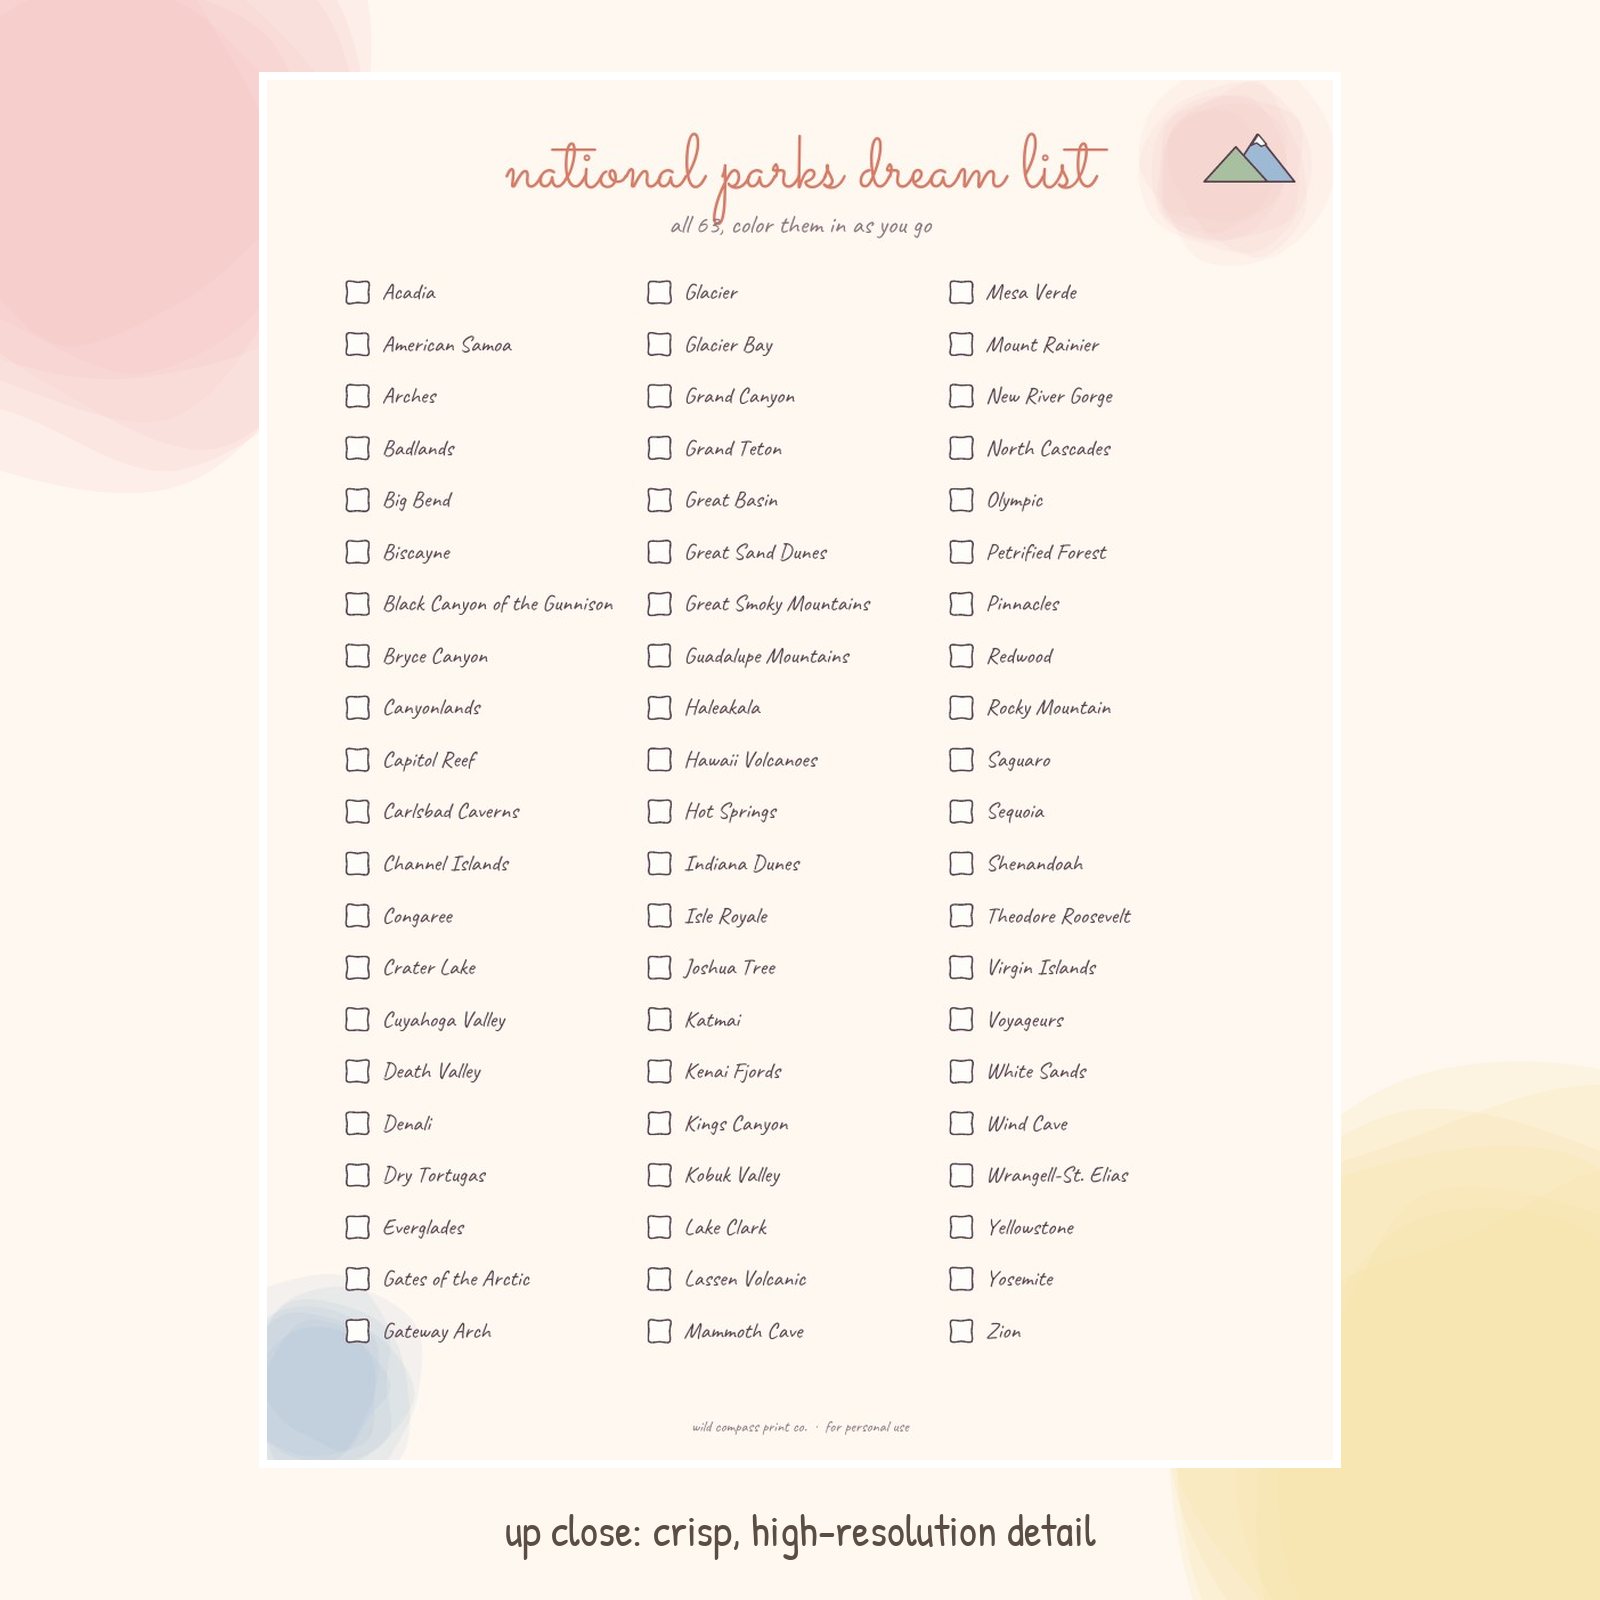 national parks dream list
all 63, color them in as you go
Acadia
American Samoa
Arches
Badlands
Big Bend
Biscayne
Black Canyon of the Gunnison
Bryce Canyon
Canyonlands
Capitol Reef
Carlsbad Caverns
Channel Islands
Congaree
Crater Lake
Cuyahoga Valley
Death Valley
Denali
Dry Tortugas
Everglades
Gates of the Arctic
Gateway Arch
Glacier
Glacier Bay
Grand Canyon
Grand Teton
Great Basin
Great Sand Dunes
Great Smoky Mountains
Guadalupe Mountains
Haleakala
Hawaii Volcanoes
Hot Springs
Indiana Dunes
Isle Royale
Joshua Tree
Katmai
Kenai Fjords
Kings Canyon
Kobuk Valley
Lake Clark
Lassen Volcanic
Mammoth Cave
Mesa Verde
Mount Rainier
New River Gorge
North Cascades
Olympic
Petrified Forest
Pinnacles
Redwood
Rocky Mountain
Saguaro
Sequoia
Shenandoah
Theodore Roosevelt
Virgin Islands
Voyageurs
White Sands
Wind Cave
Wrangell-St. Elias
Yellowstone
Yosemite
Zion
wild compass print co. · for personal use
up close: crisp, high-resolution detail